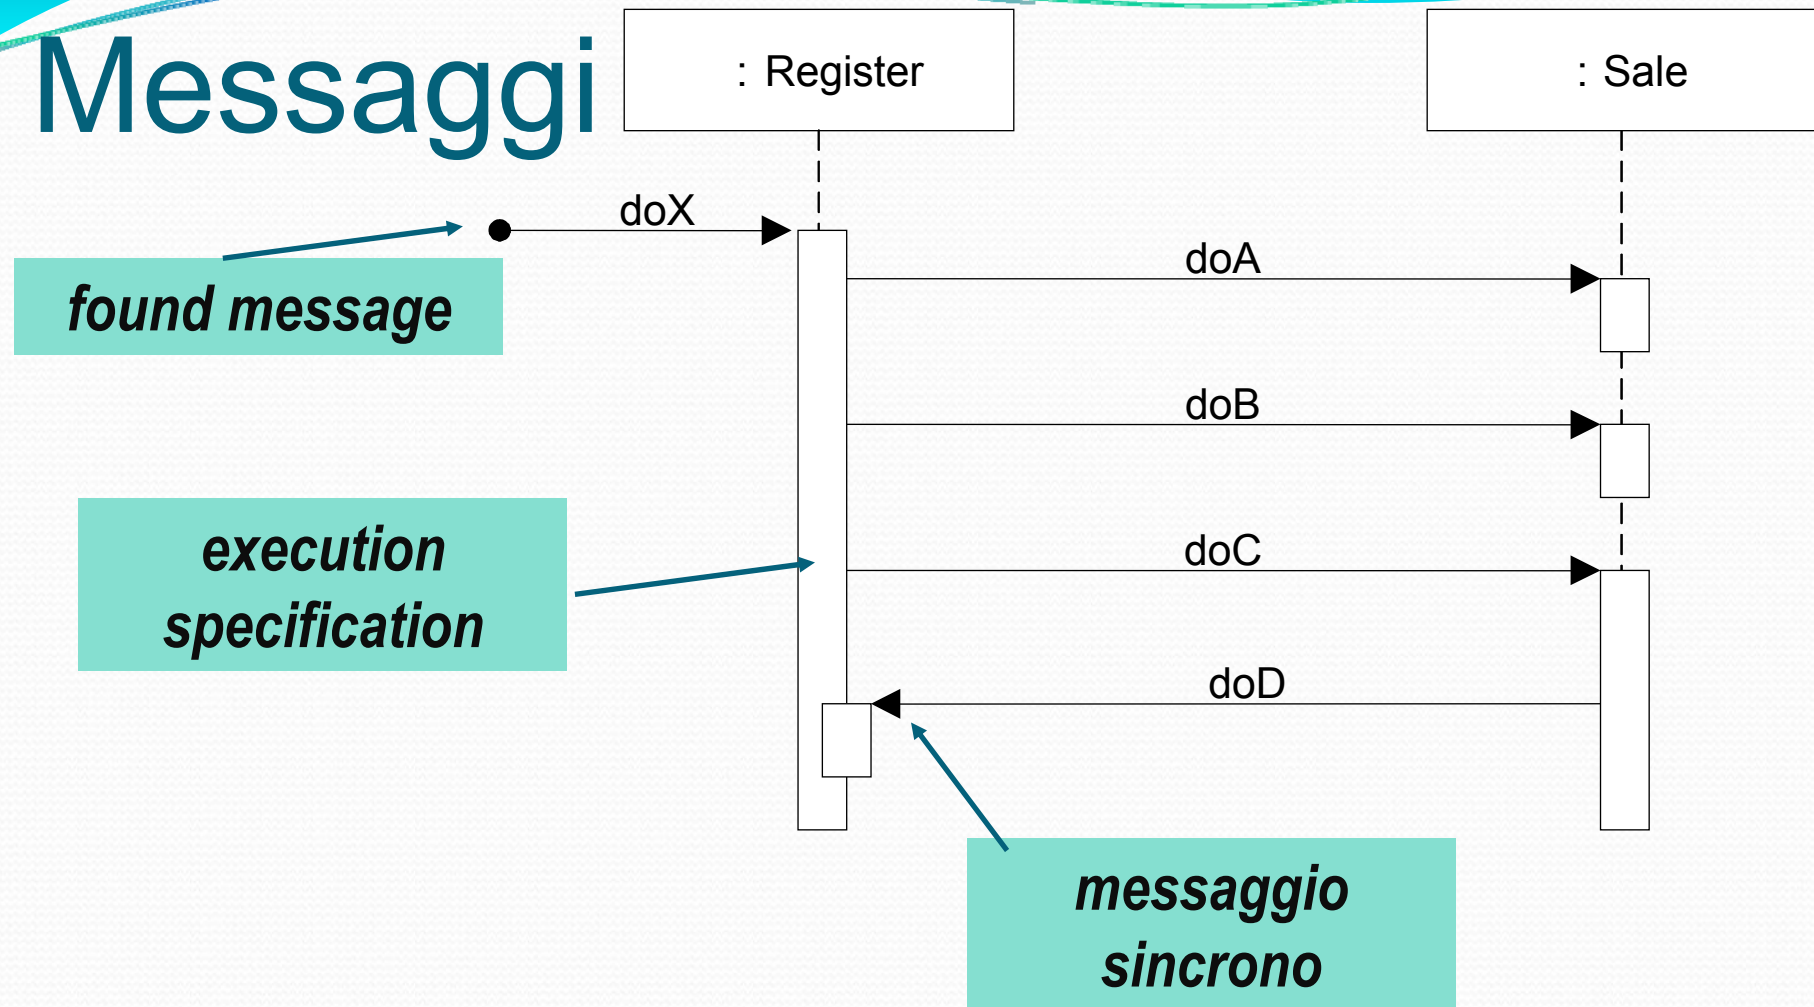 Messaggi
: Register
: Sale
doX
doA
found message
doB
execution
specification
doC
doD
messaggio
sincrono